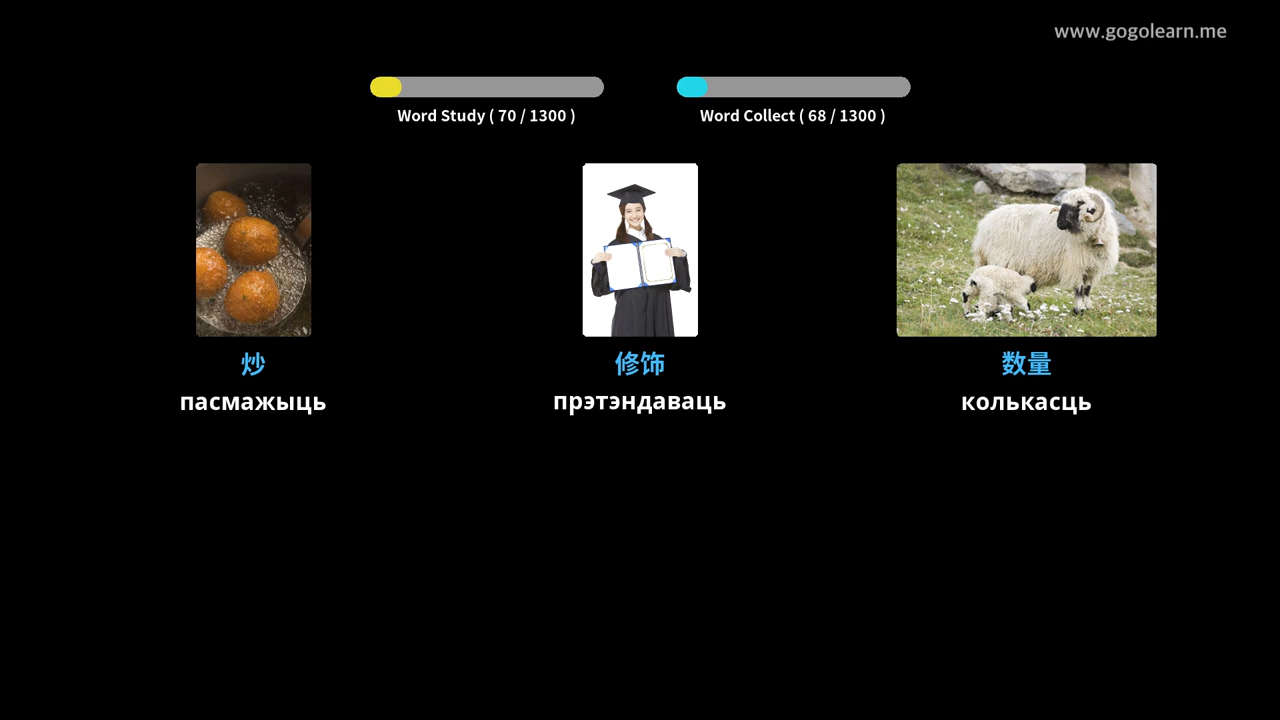 www.gogolearn.me
Word Study ( 70 / 1300 )
Word Collect ( 68 / 1300 )
炒
修饰
数量
пасмажыць
прэтэндаваць
колькасць